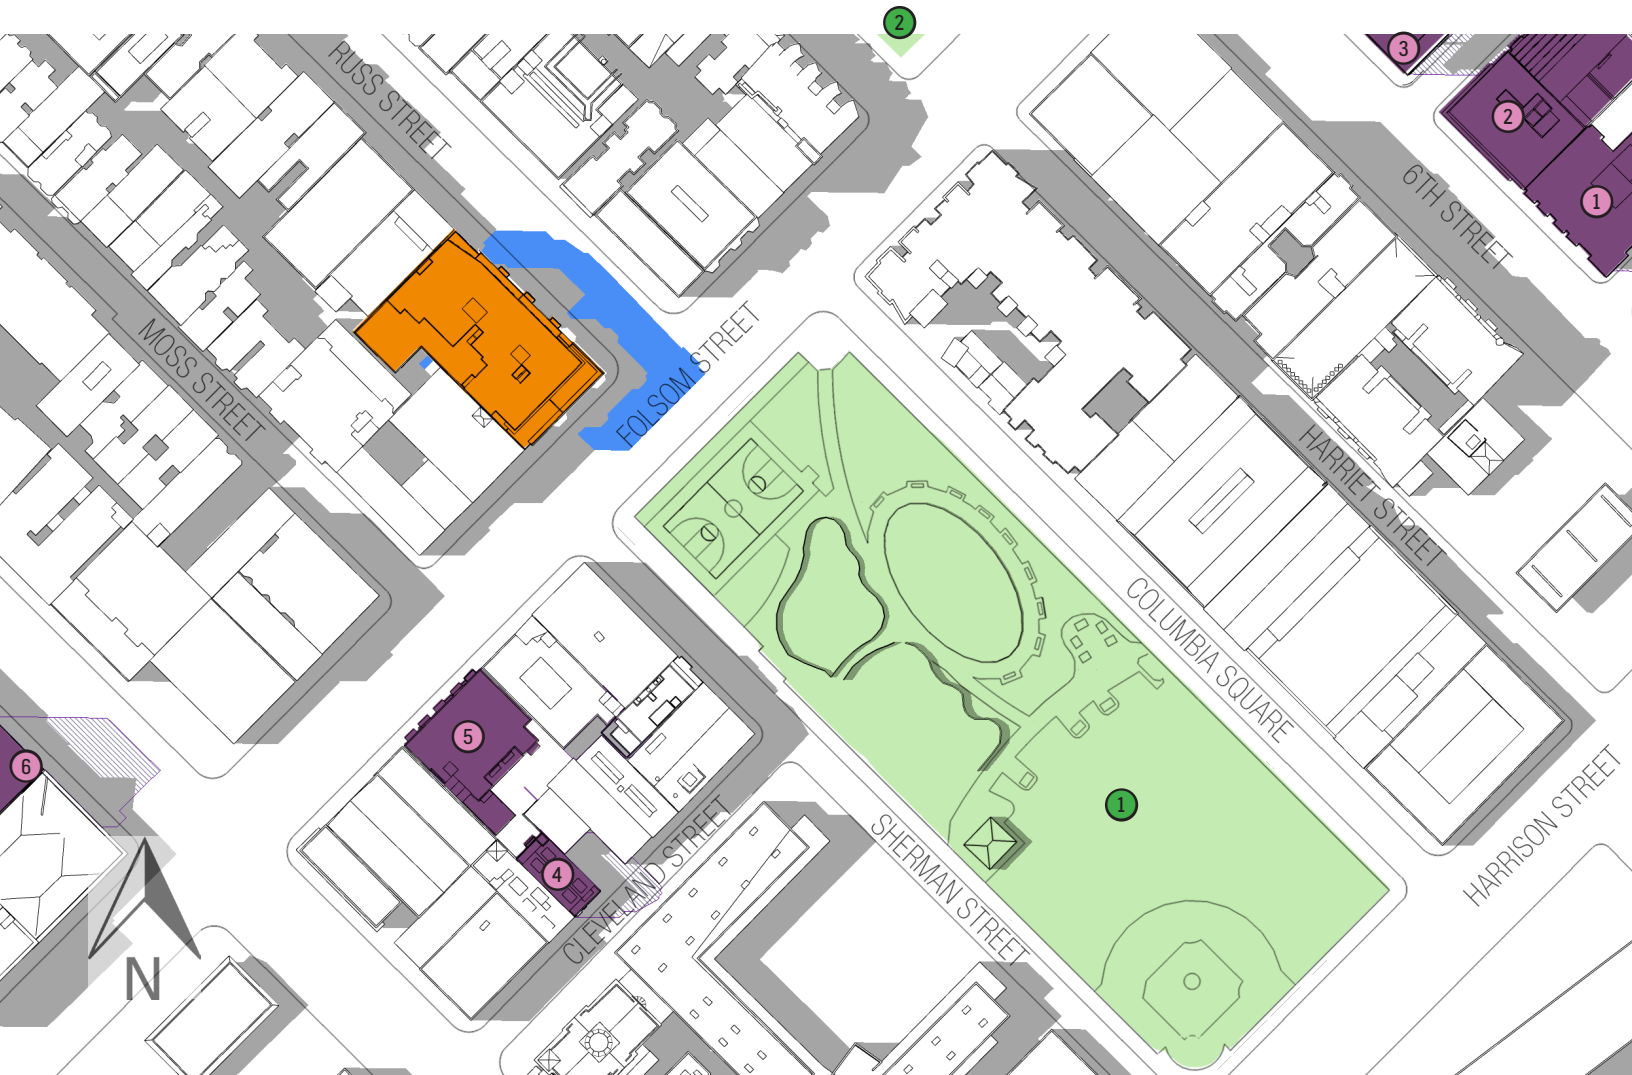 2
3
RUSS STREET
2
6TH STREET
1
MOSS STREET
FOLSOM STREET
HARRIET STREET
COLUMBIA SQUARE
5
6
1
HARRISON STREET
SHERMAN STREET
4
CLEVELAND STREET
N